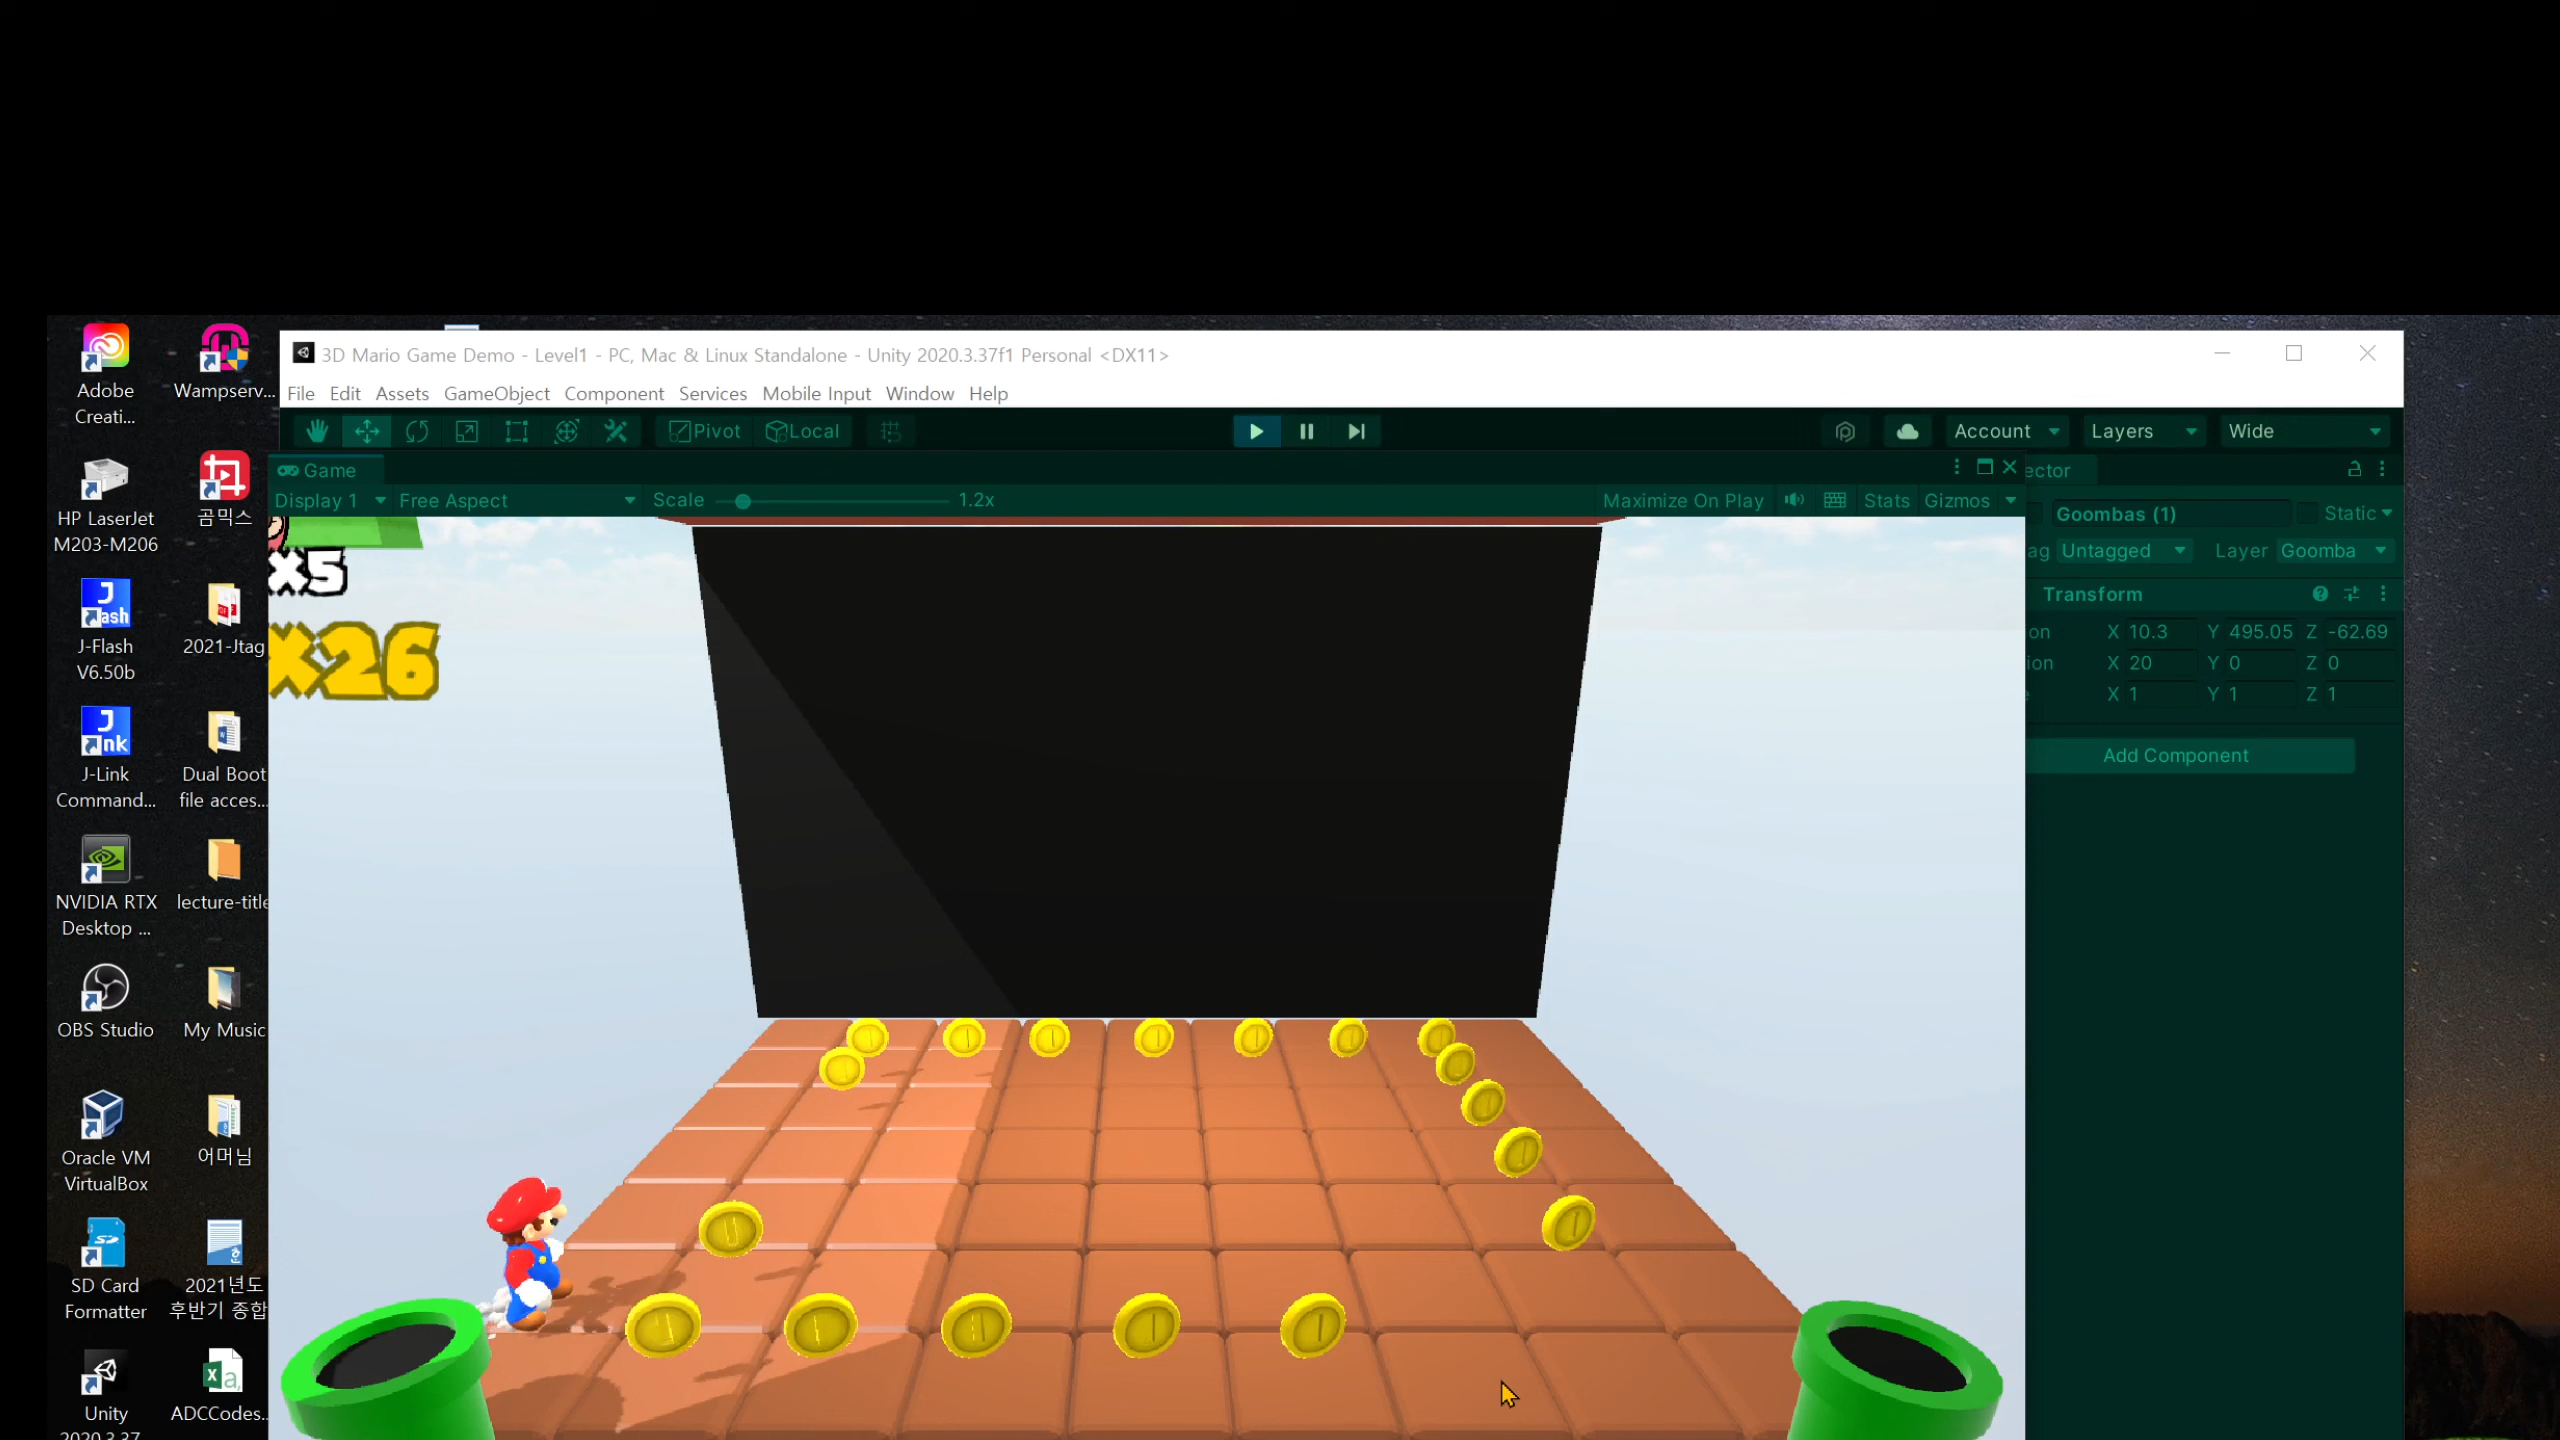 Adobe
Creati...
Wampserv...
HP LaserJet
M203-M206
곰믹스
J-Flash
V6.50b
2021-Jtag
J-Link
Command...
Dual Boot
file acces...
NVIDIA RTX
Desktop ...
lecture-title
OBS Studio
My Music
Oracle VM
VirtualBox
어머님
SD Card
Formatter
2021년도
후반기 종합
Unity
2020.3.37
ADCCodes...
3D Mario Game Demo - Level1 - PC, Mac & Linux Standalone - Unity 2020.3.37f1 Personal <DX11>
File Edit Assets GameObject Component Services Mobile Input Window Help
Pivot Local Account Layers Wide
Game
Display 1 Free Aspect Scale 1.2x Maximize On Play Stats Gizmos
X5
X26
ector
Goombas (1) Static
ag Untagged Layer Goomba
Transform
on X 10.3 Y 495.05 Z -62.69
ion X 20 Y 0 Z 0
e X 1 Y 1 Z 1
Add Component